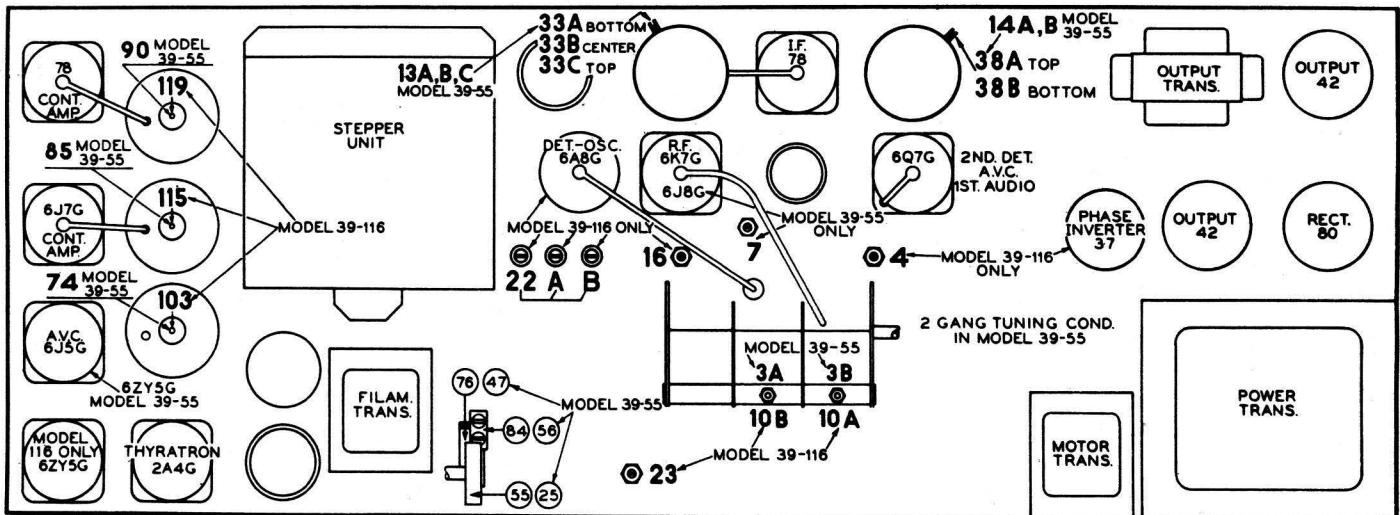 90 MODEL
39-55
78
CONT.
AMP.
119
85 MODEL
39-55
6J7G
CONT.
AMP.
115
MODEL 39-116
74 MODEL
39-55
103
A.V.C.
6J5G
6ZY5G
MODEL 39-55
MODEL
116 ONLY
6ZY5G
THYRATRON
2A4G
STEPPER
UNIT
FILAM.
TRANS.
33A BOTTOM
33B CENTER
33C TOP
13A,B,C
MODEL 39-55
I.F.
78
14A,B MODEL
39-55
38A TOP
38B BOTTOM
OUTPUT
TRANS.
OUTPUT
42
DET.-OSC.
6A8G
R.F.
6K7G
6J8G
MODEL 39-55
ONLY
6Q7G
2ND. DET.
A.V.C.
1ST. AUDIO
MODEL 39-116 ONLY
22 A B
16
7
4
MODEL 39-116
ONLY
PHASE
INVERTER
37
OUTPUT
42
RECT.
80
2 GANG TUNING COND.
IN MODEL 39-55
MODEL 39-55
3A 3B
10B 10A
MODEL 39-116
23
76 47
MODEL 39-55
84 56
55 25
MOTOR
TRANS.
POWER
TRANS.